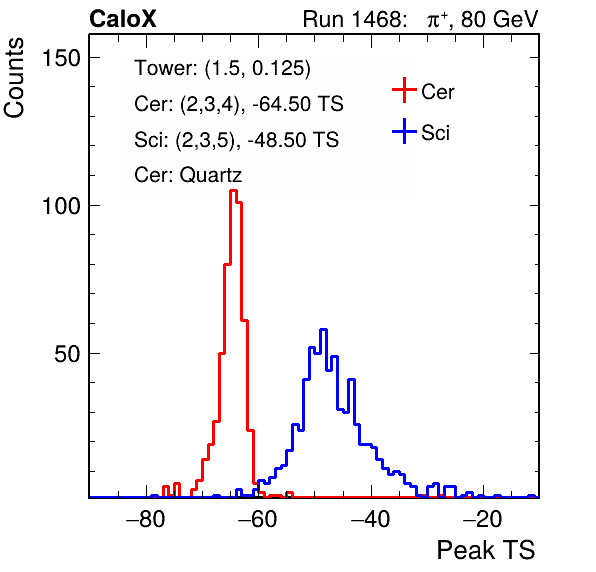 CaloX Run 1468: π⁺, 80 GeV
Counts
150
100
50
Tower: (1.5, 0.125)
Cer: (2,3,4), -64.50 TS
Sci: (2,3,5), -48.50 TS
Cer: Quartz
Cer
Sci
−80 −60 −40 −20
Peak TS